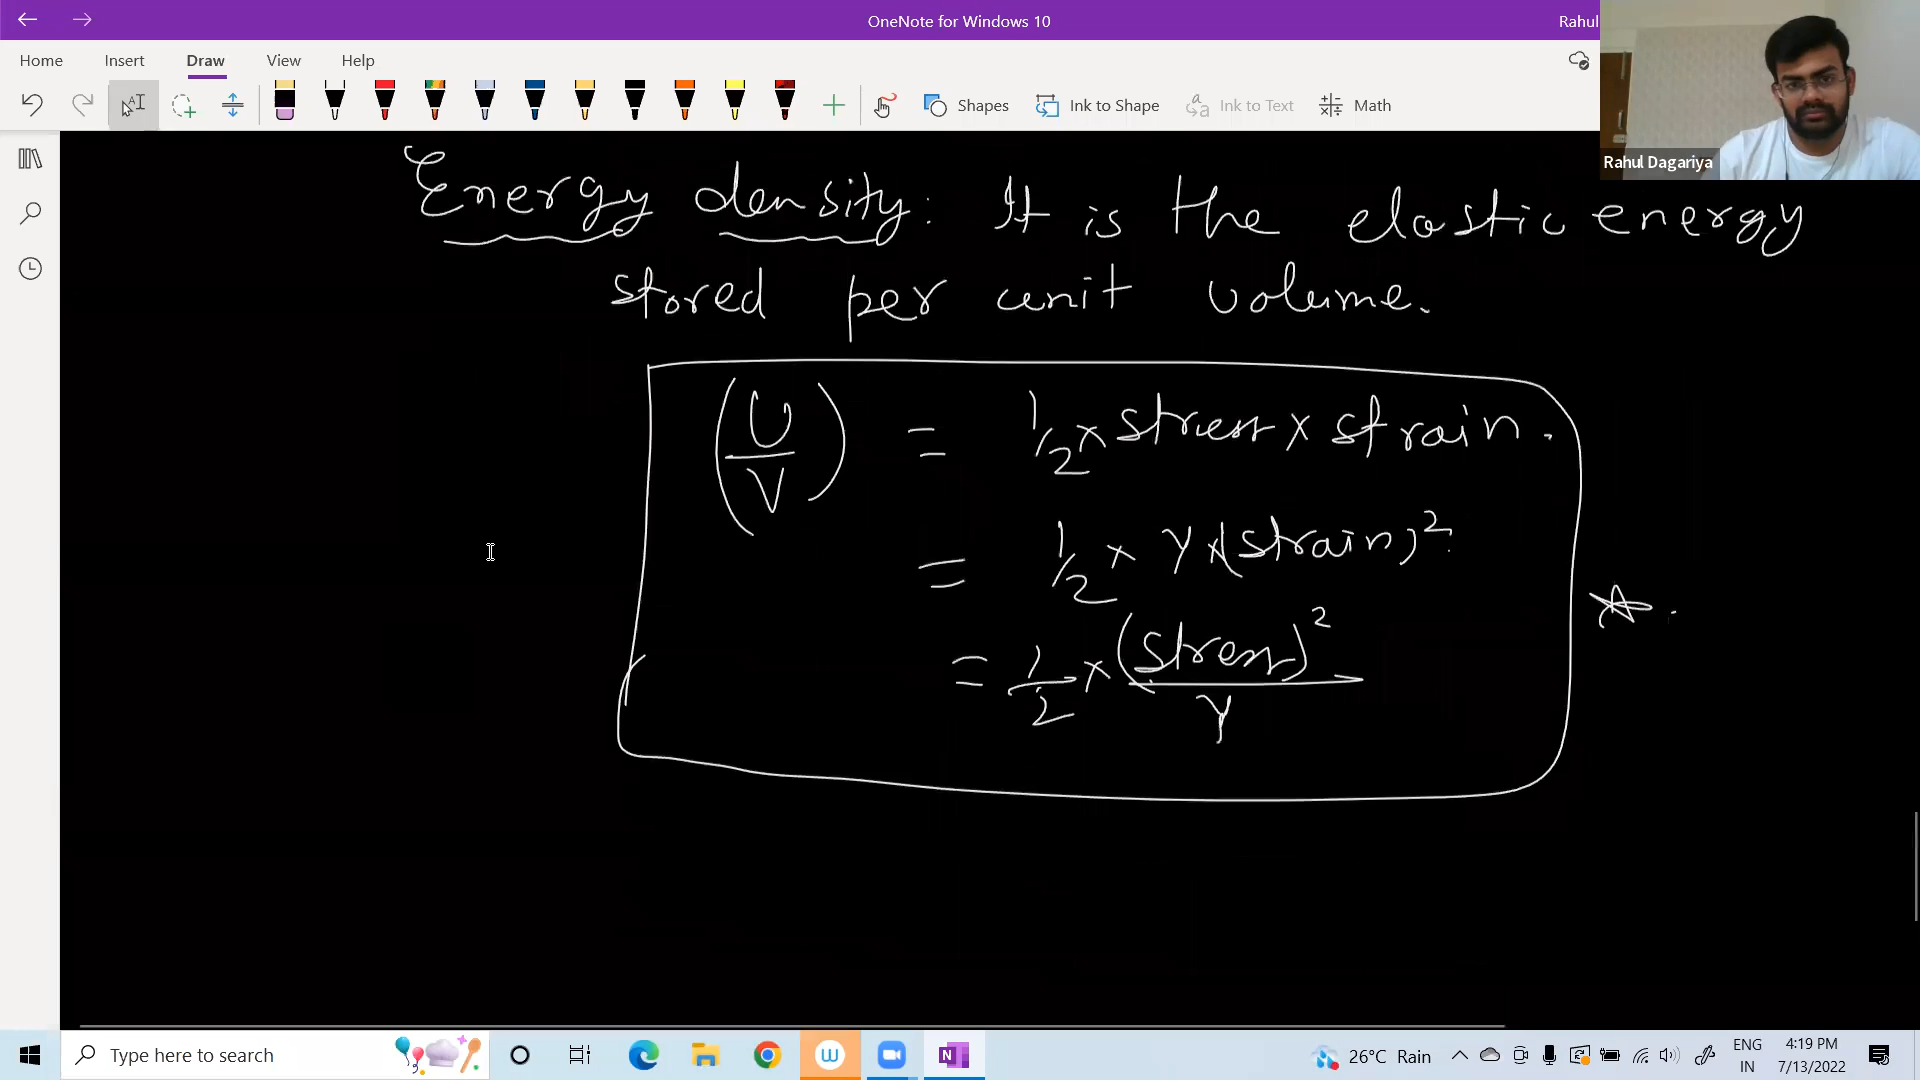 OneNote for Windows 10
Rahul
Home Insert Draw View Help
Shapes Ink to Shape Ink to Text Math
Rahul Dagariya
Energy density: It is the elastic energy
stored per unit volume.
(U/V) = 1/2 × stress × strain.
= 1/2 × Y × (strain)²
= 1/2 × (stress)²/Y
Type here to search
26°C Rain
ENG
IN
4:19 PM
7/13/2022